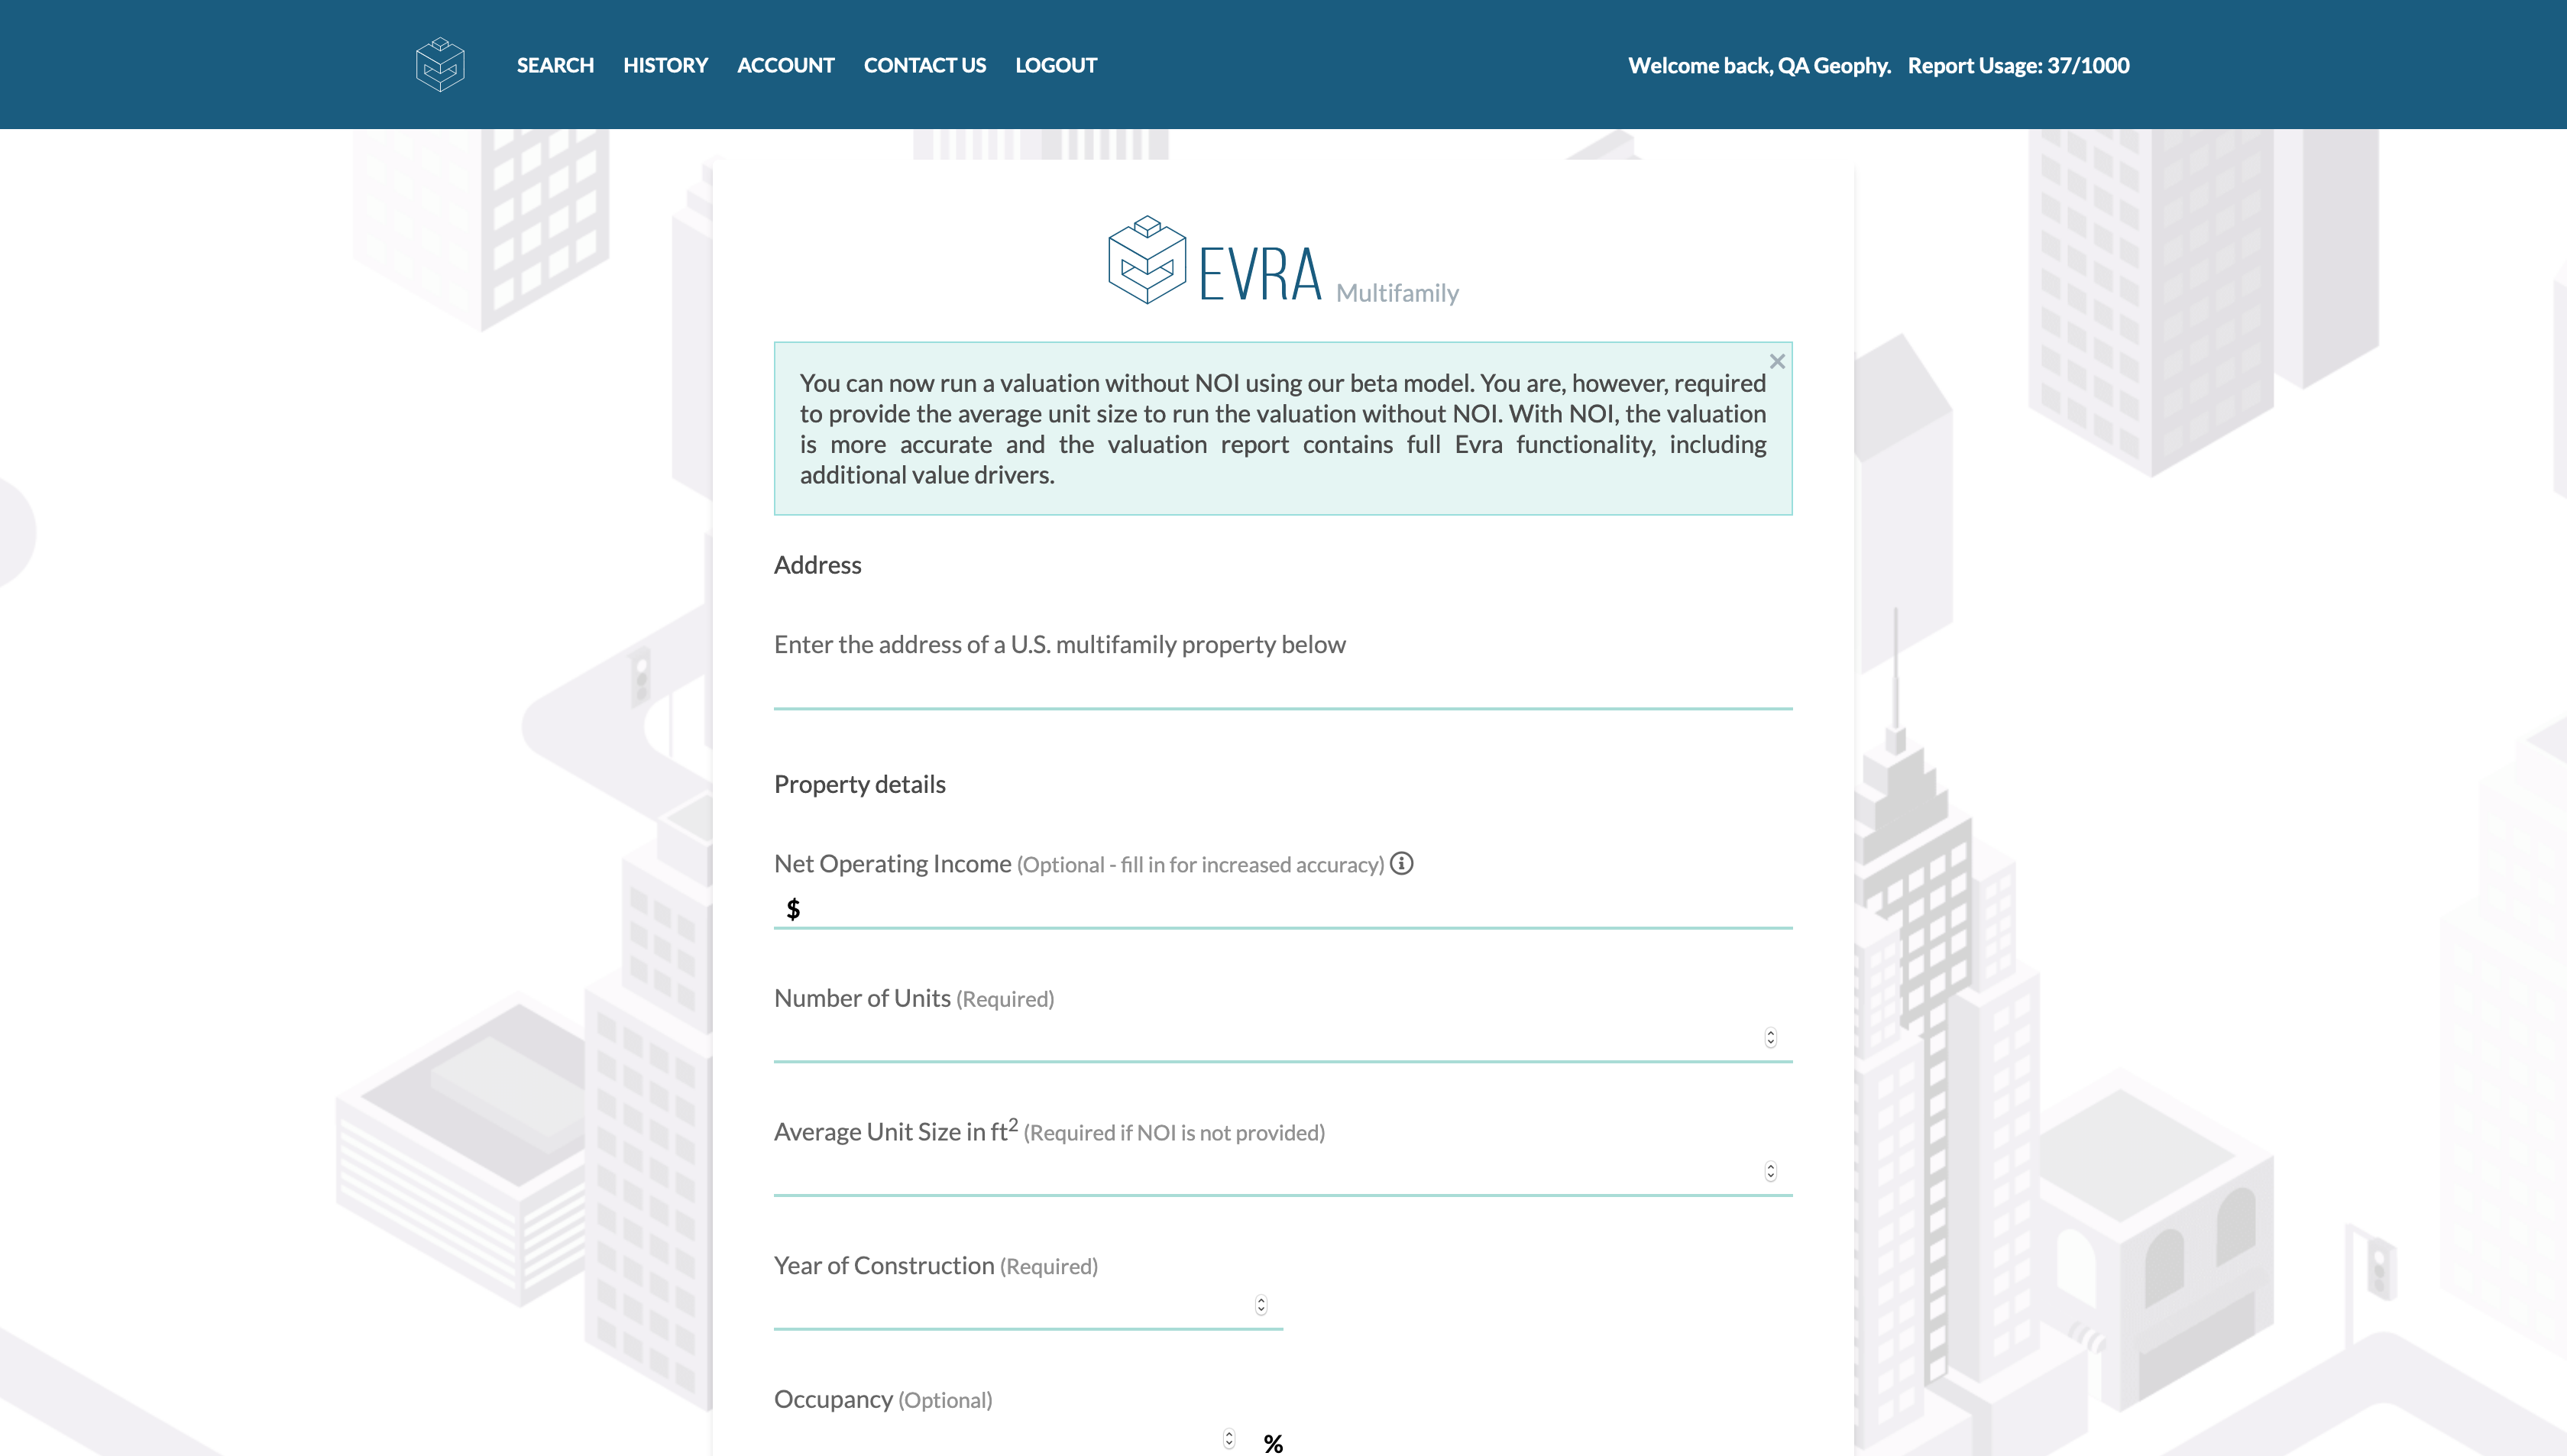 SEARCH HISTORY ACCOUNT CONTACT US LOGOUT Welcome back, QA Geophy. Report Usage: 37/1000
EVRA Multifamily
You can now run a valuation without NOI using our beta model. You are, however, required
to provide the average unit size to run the valuation without NOI. With NOI, the valuation
is more accurate and the valuation report contains full Evra functionality, including
additional value drivers.
Address
Enter the address of a U.S. multifamily property below
Property details
Net Operating Income (Optional - fill in for increased accuracy)
$
Number of Units (Required)
Average Unit Size in ft² (Required if NOI is not provided)
Year of Construction (Required)
Occupancy (Optional)
%